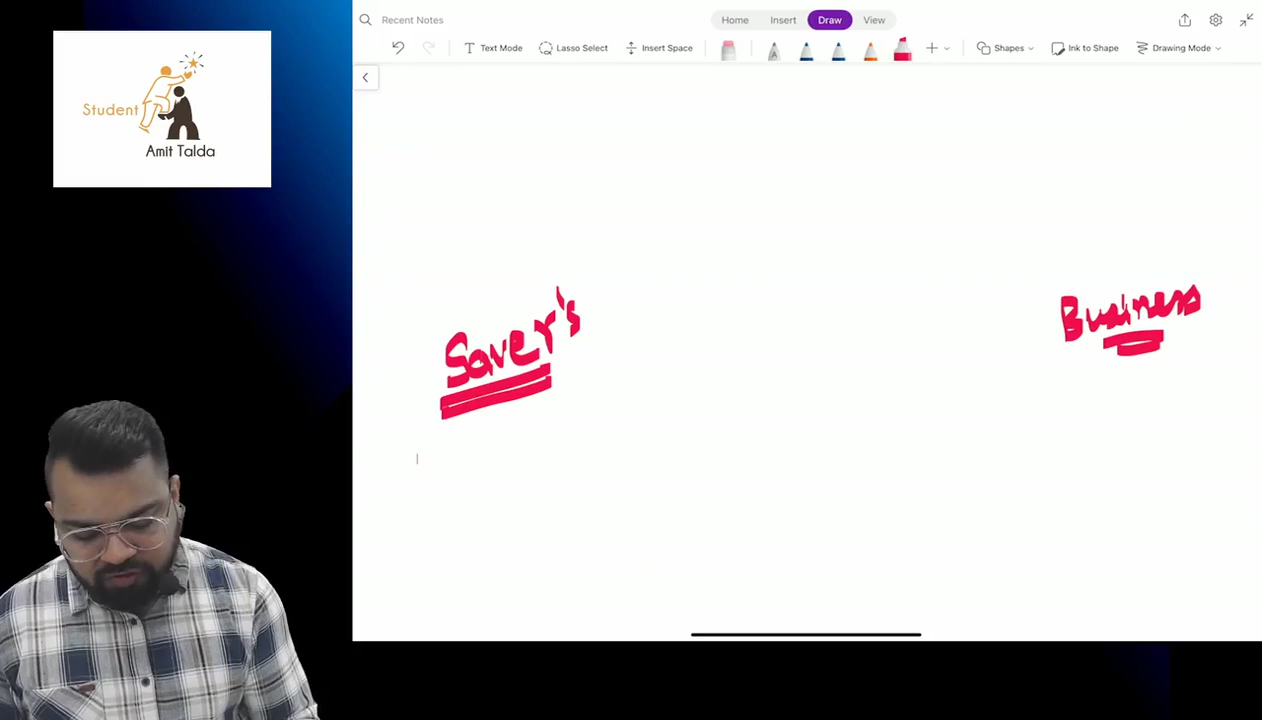 Recent Notes
Home Insert Draw View
Text Mode Lasso Select Insert Space A Shapes Ink to Shape Drawing Mode
Student
Amit Talda
Saver's
Business